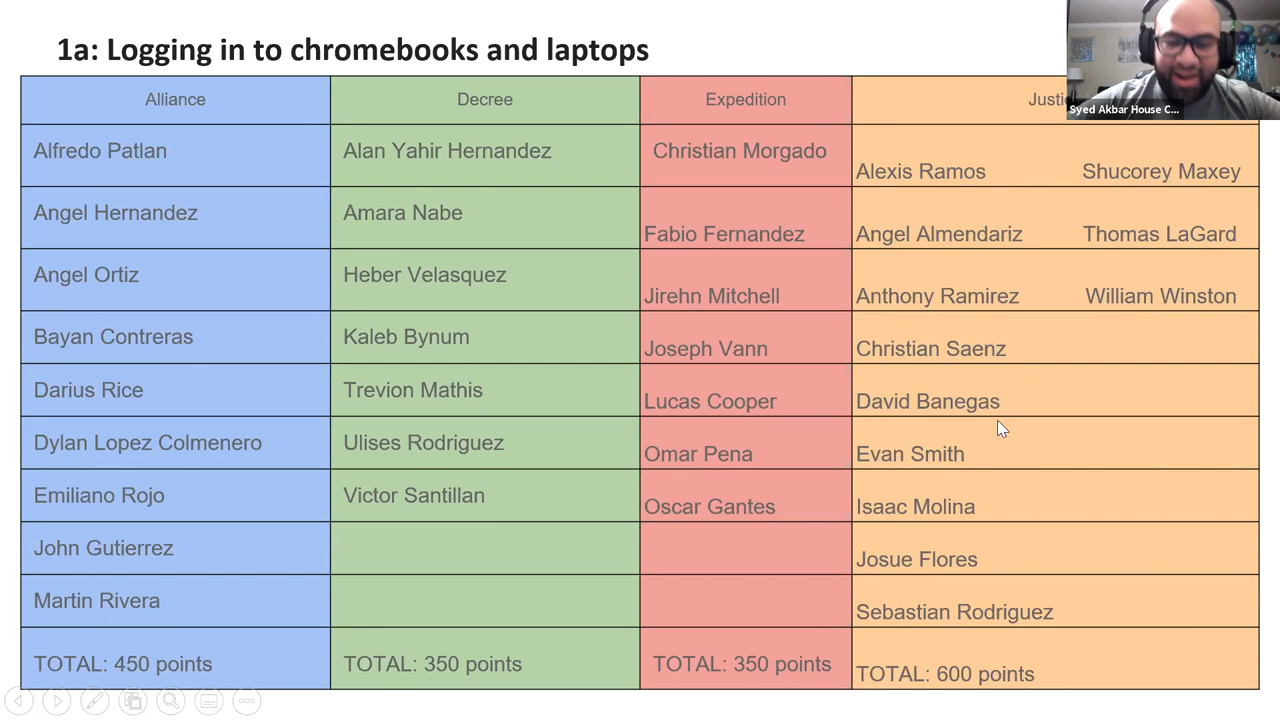 1a: Logging in to chromebooks and laptops
Syed Akbar House C...
Alliance Decree Expedition
Alfredo Patlan Alan Yahir Hernandez Christian Morgado Alexis Ramos Shucorey Maxey
Angel Hernandez Amara Nabe Fabio Fernandez Angel Almendariz Thomas LaGard
Angel Ortiz Heber Velasquez Jirehn Mitchell Anthony Ramirez William Winston
Bayan Contreras Kaleb Bynum Joseph Vann Christian Saenz
Darius Rice Trevion Mathis Lucas Cooper David Banegas
Dylan Lopez Colmenero Ulises Rodriguez Omar Pena Evan Smith
Emiliano Rojo Victor Santillan Oscar Gantes Isaac Molina
John Gutierrez Josue Flores
Martin Rivera Sebastian Rodriguez
TOTAL: 450 points TOTAL: 350 points TOTAL: 350 points TOTAL: 600 points